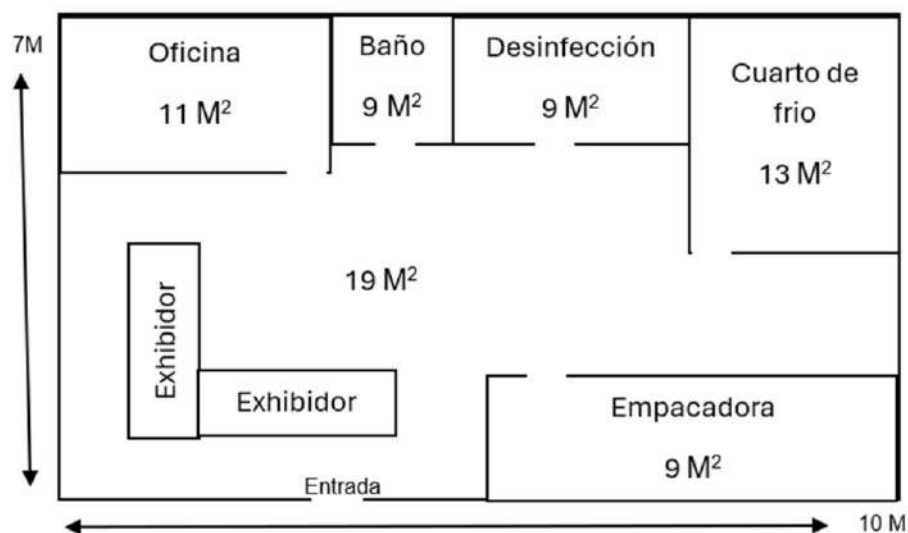 7M
Oficina
11 M²
Baño
9 M²
Desinfección
9 M²
Cuarto de
frio
13 M²
19 M²
Exhibidor
Exhibidor
Empacadora
9 M²
Entrada
10 M